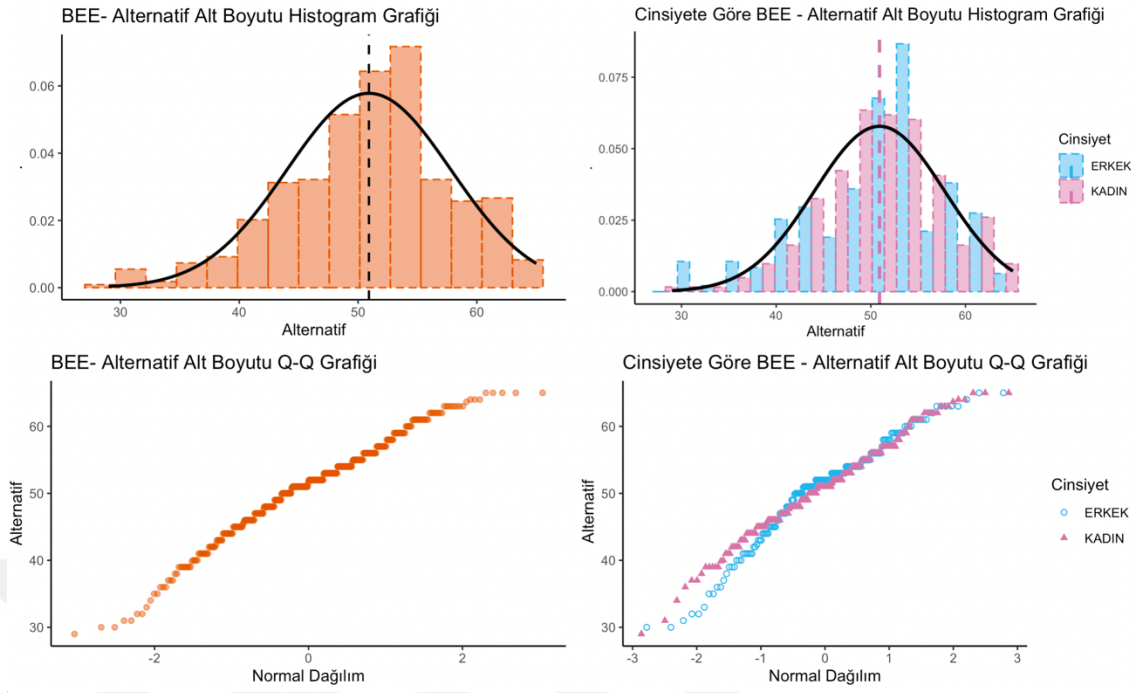 BEE- Alternatif Alt Boyutu Histogram Grafiği
0.06
0.04
0.02
0.00
30 40 50 60
Alternatif
Cinsiyete Göre BEE - Alternatif Alt Boyutu Histogram Grafiği
0.075
0.050
0.025
0.000
30 40 50 60
Alternatif
Cinsiyet
ERKEK
KADIN
BEE- Alternatif Alt Boyutu Q-Q Grafiği
Alternatif
60
50
40
30
-2 0 2
Normal Dağılım
Cinsiyete Göre BEE - Alternatif Alt Boyutu Q-Q Grafiği
Alternatif
60
50
40
30
-3 -2 -1 0 1 2 3
Normal Dağılım
Cinsiyet
ERKEK
KADIN